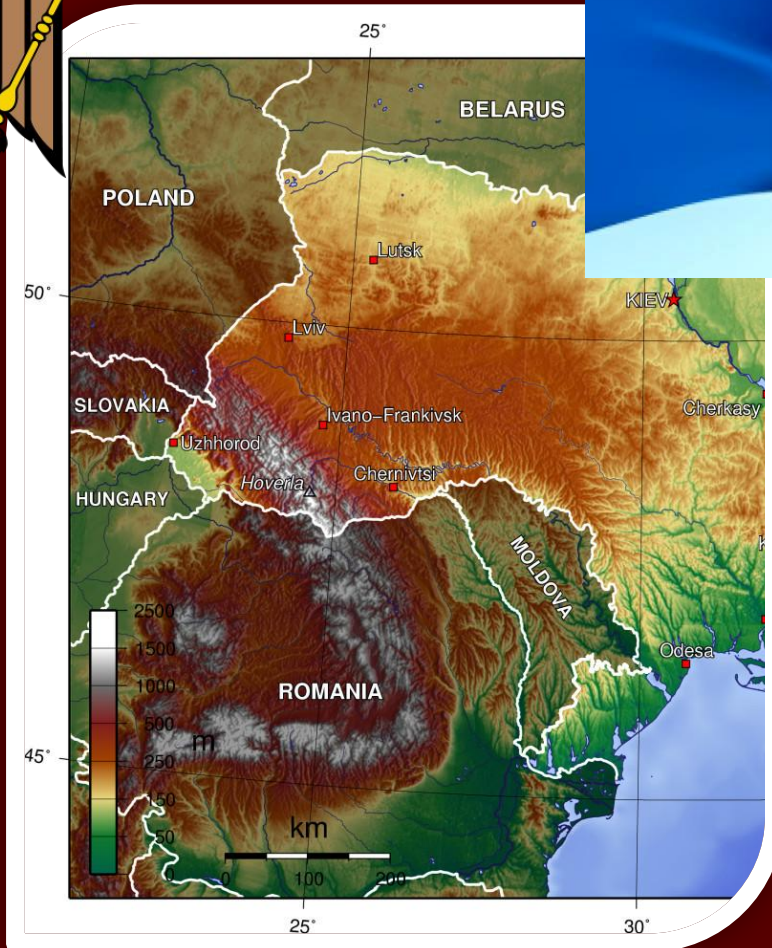 25°
BELARUS
POLAND
Lutsk
50°
KIEV
Lviv
SLOVAKIA
Cherkasy
Ivano-Frankivsk
Uzhhorod
Chernivtsi
Hoverla
HUNGARY
MOLDOVA
2500
1500
1000
500
250
150
50
0
m
Odesa
ROMANIA
45°
km
0 100 200
25°
30°